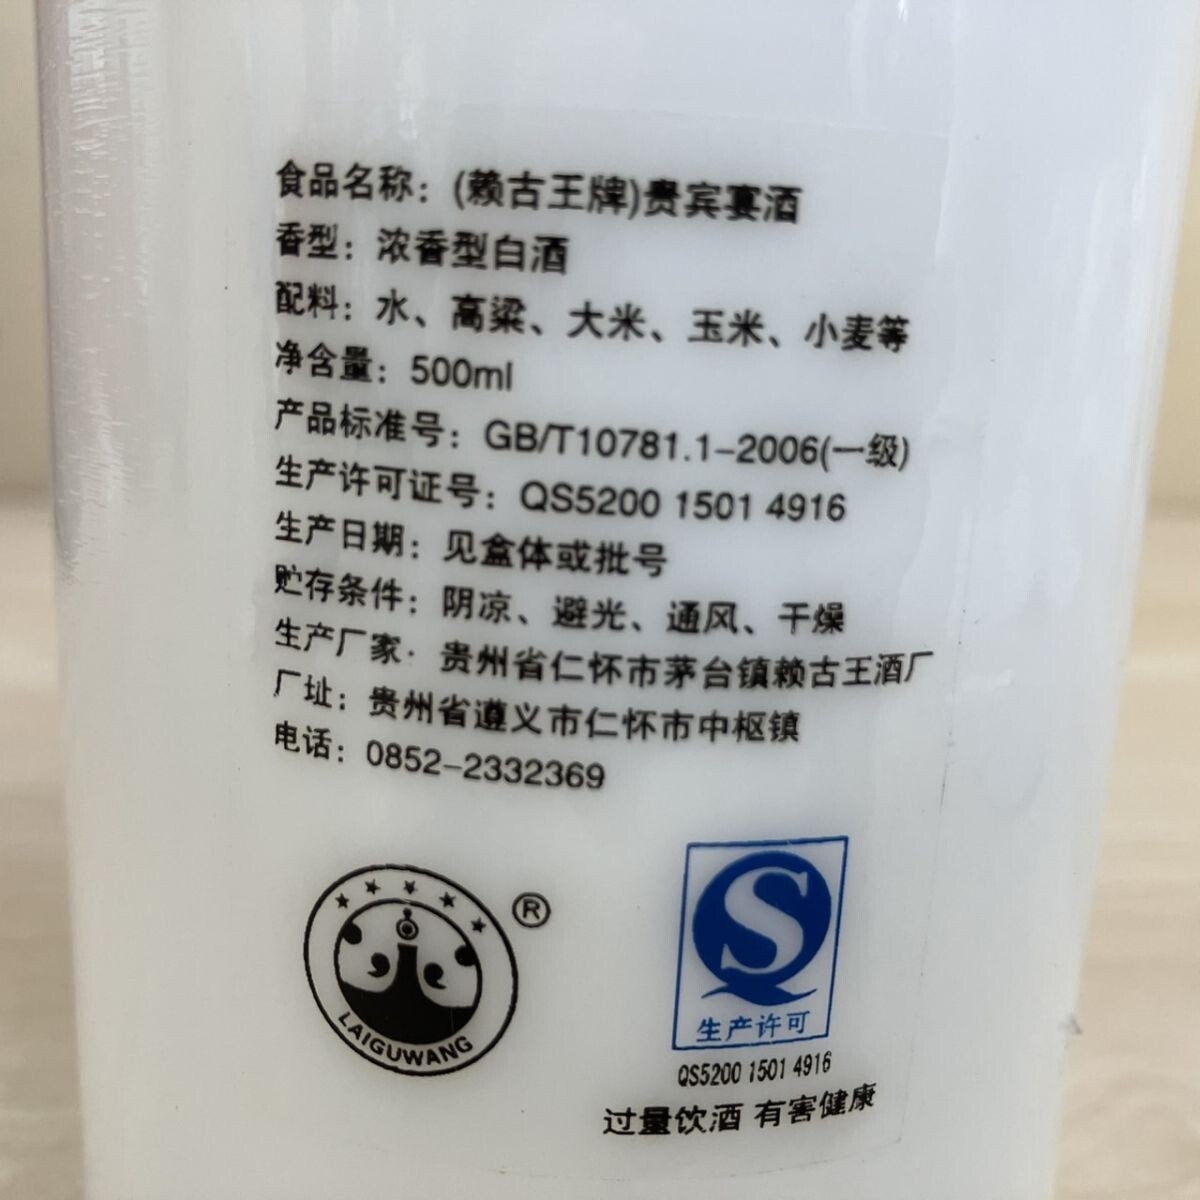 食品名称：(赖古王牌)贵宾宴酒
香型：浓香型白酒
配料：水、高粱、大米、玉米、小麦等
净含量：500ml
产品标准号：GB/T10781.1-2006(一级)
生产许可证号：QS5200 1501 4916
生产日期：见盒体或批号
贮存条件：阴凉、避光、通风、干燥
生产厂家：贵州省仁怀市茅台镇赖古王酒厂
厂址：贵州省遵义市仁怀市中枢镇
电话：0852-2332369
®
LAIGUWANG
生产许可
QS5200 1501 4916
过量饮酒 有害健康